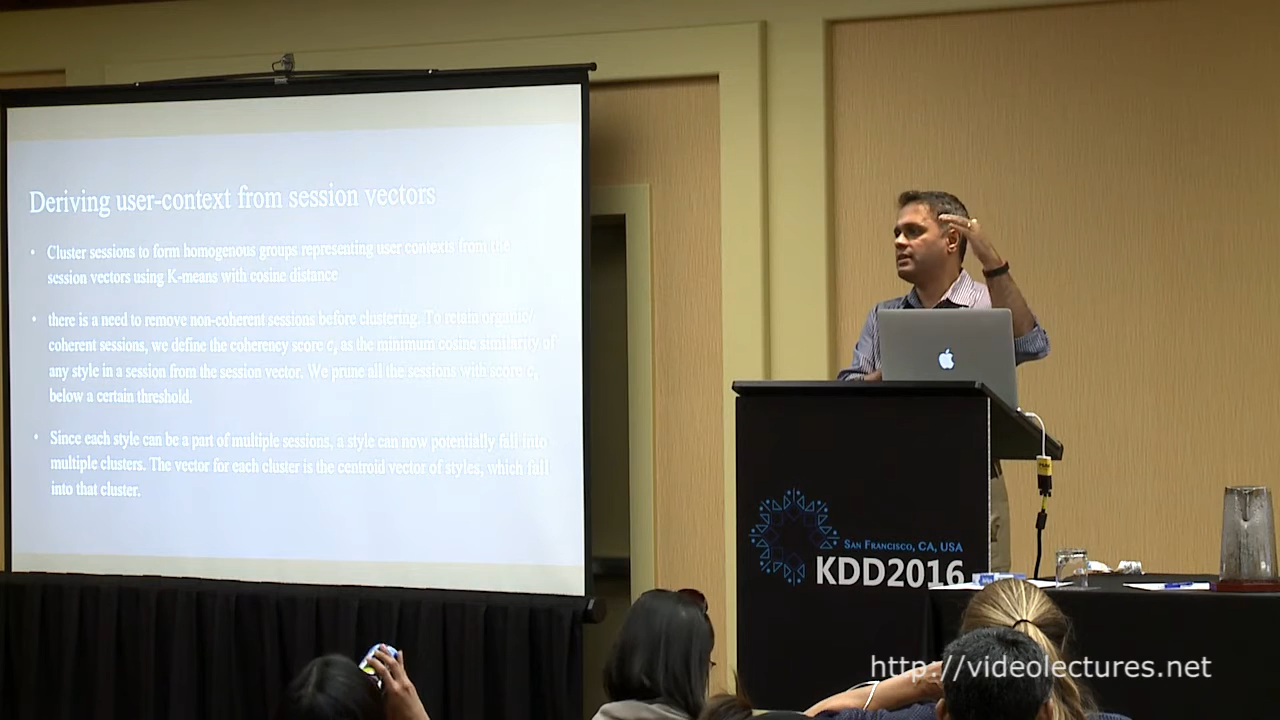 Deriving user-context from session vectors
• Cluster sessions to form homogenous groups representing user contexts from the
session vectors using K-means with cosine distance
• there is a need to remove non-coherent sessions before clustering. To retain organic/
coherent sessions, we define the coherency score cs as the minimum cosine similarity of
any style in a session from the session vector. We prune all the sessions with score cs
below a certain threshold.
• Since each style can be a part of multiple sessions, a style can now potentially fall into
multiple clusters. The vector for each cluster is the centroid vector of styles, which fall
into that cluster.
San Francisco, CA, USA
KDD2016
http://videolectures.net